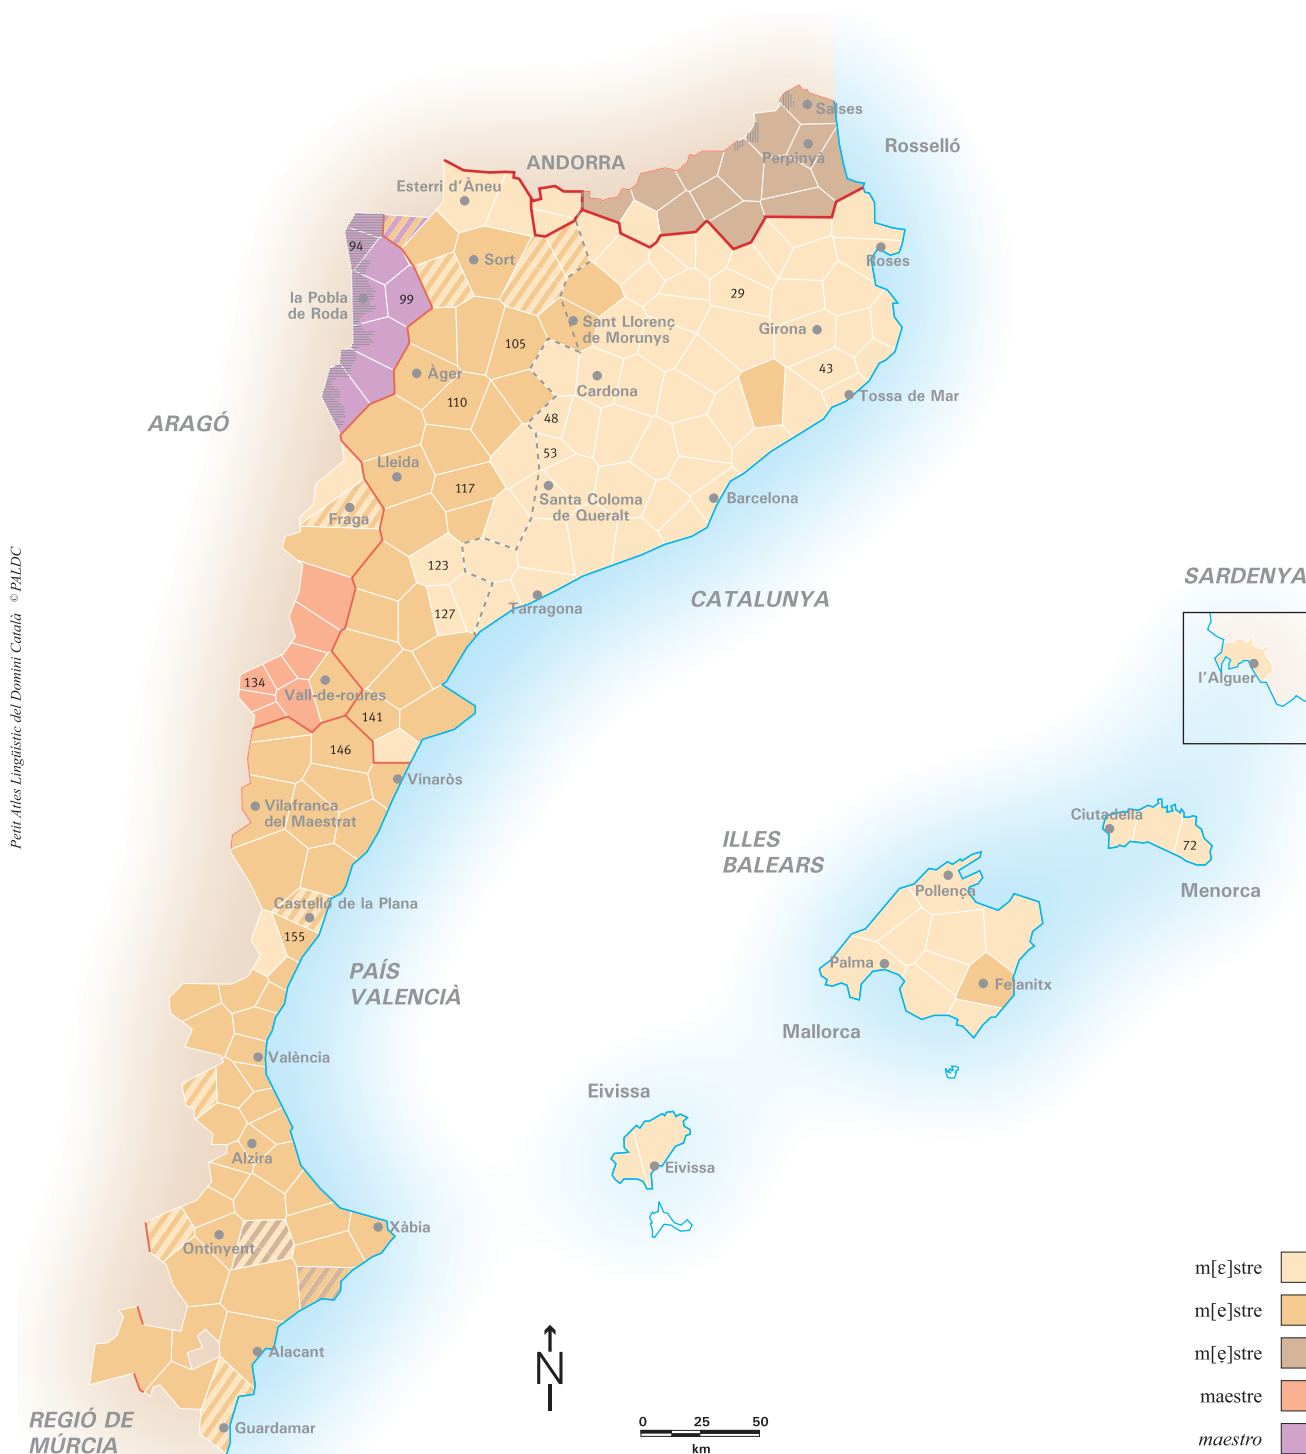 Salses
Rosselló
Perpinyà
ANDORRA
Esterri d'Àneu
94
Sort
Roses
la Pobla
de Roda
99
29
Sant Llorenç
de Morunys
Girona
105
43
Àger
Cardona
Tossa de Mar
110
ARAGÓ
48
53
Lleida
117
Santa Coloma
de Queralt
Barcelona
Fraga
123
SARDENYA
CATALUNYA
127
Tarragona
l'Alguer
134
Vall-de-roures
141
146
Vinaròs
Vilafranca
del Maestrat
Petit Atles Lingüístic del Domini Català © PALDC
ILLES
BALEARS
Ciutadella
72
Menorca
Pollença
Castelló de la Plana
155
Palma
Felanitx
PAÍS
VALENCIÀ
Mallorca
València
Eivissa
Alzira
Eivissa
Xàbia
Ontinyent
Alacant
Guardamar
REGIÓ DE
MÚRCIA
N
0 25 50
km
m[ɛ]stre
m[e]stre
m[ẹ]stre
maestre
maestro